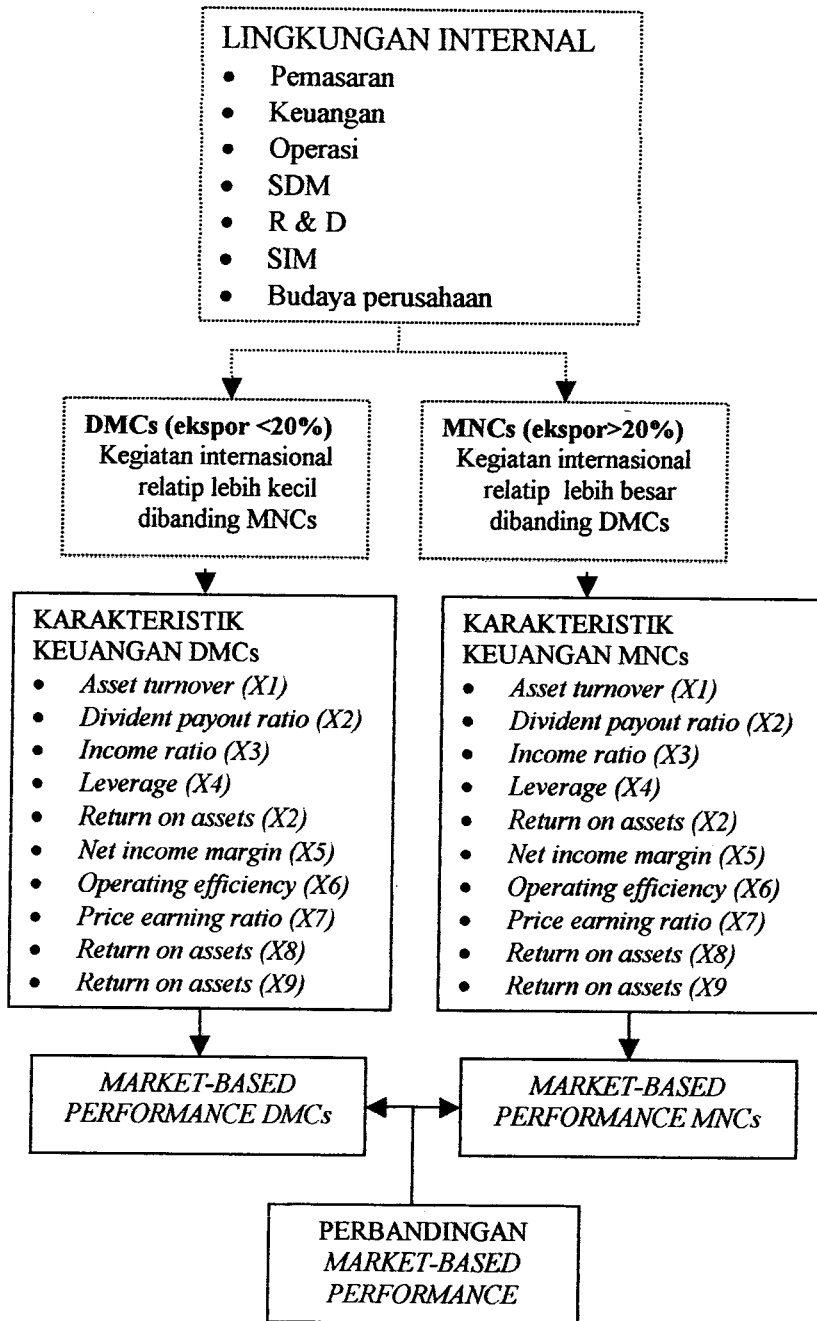 LINGKUNGAN INTERNAL
• Pemasaran
• Keuangan
• Operasi
• SDM
• R & D
• SIM
• Budaya perusahaan
DMCs (ekspor <20%)
Kegiatan internasional
relatip lebih kecil
dibanding MNCs
MNCs (ekspor>20%)
Kegiatan internasional
relatip lebih besar
dibanding DMCs
KARAKTERISTIK
KEUANGAN DMCs
• Asset turnover (X1)
• Divident payout ratio (X2)
• Income ratio (X3)
• Leverage (X4)
• Return on assets (X2)
• Net income margin (X5)
• Operating efficiency (X6)
• Price earning ratio (X7)
• Return on assets (X8)
• Return on assets (X9)
KARAKTERISTIK
KEUANGAN MNCs
• Asset turnover (X1)
• Divident payout ratio (X2)
• Income ratio (X3)
• Leverage (X4)
• Return on assets (X2)
• Net income margin (X5)
• Operating efficiency (X6)
• Price earning ratio (X7)
• Return on assets (X8)
• Return on assets (X9
MARKET-BASED
PERFORMANCE DMCs
MARKET-BASED
PERFORMANCE MNCs
PERBANDINGAN
MARKET-BASED
PERFORMANCE